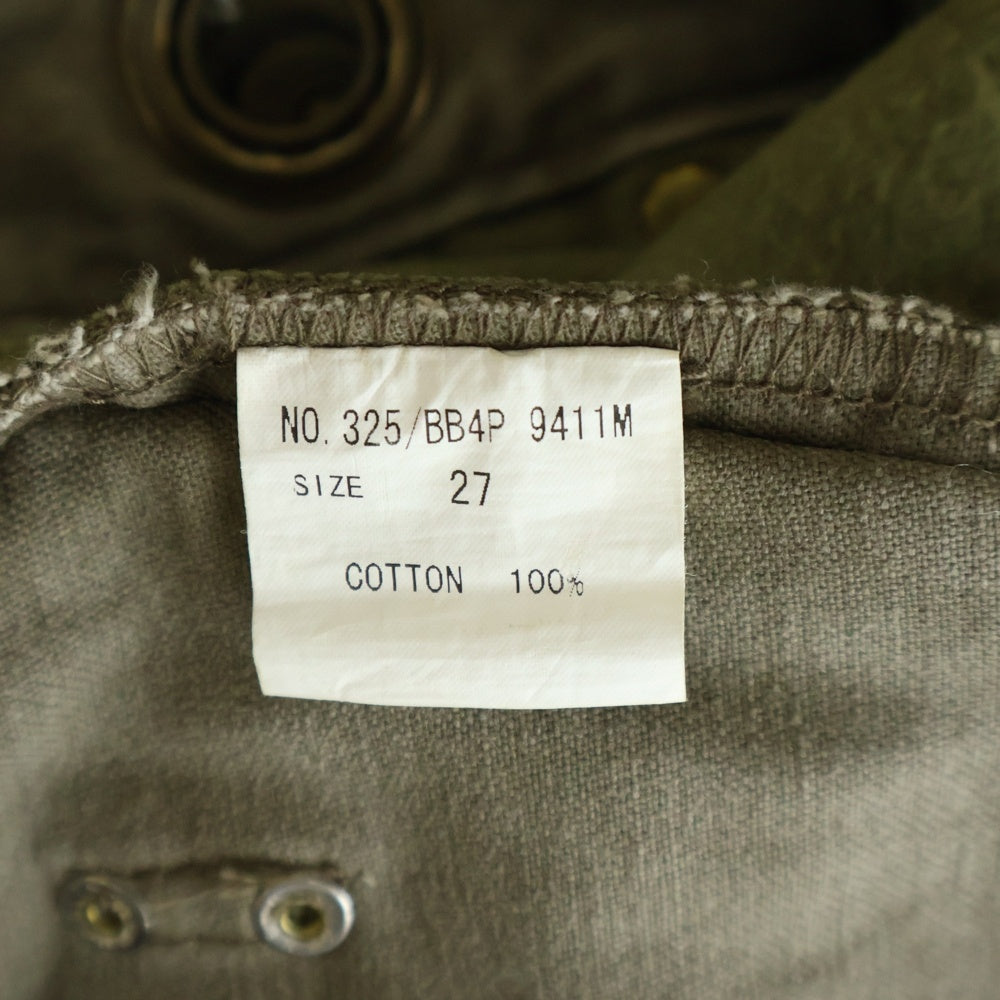 NO. 325/BB4P 9411M
SIZE 27
COTTON 100%